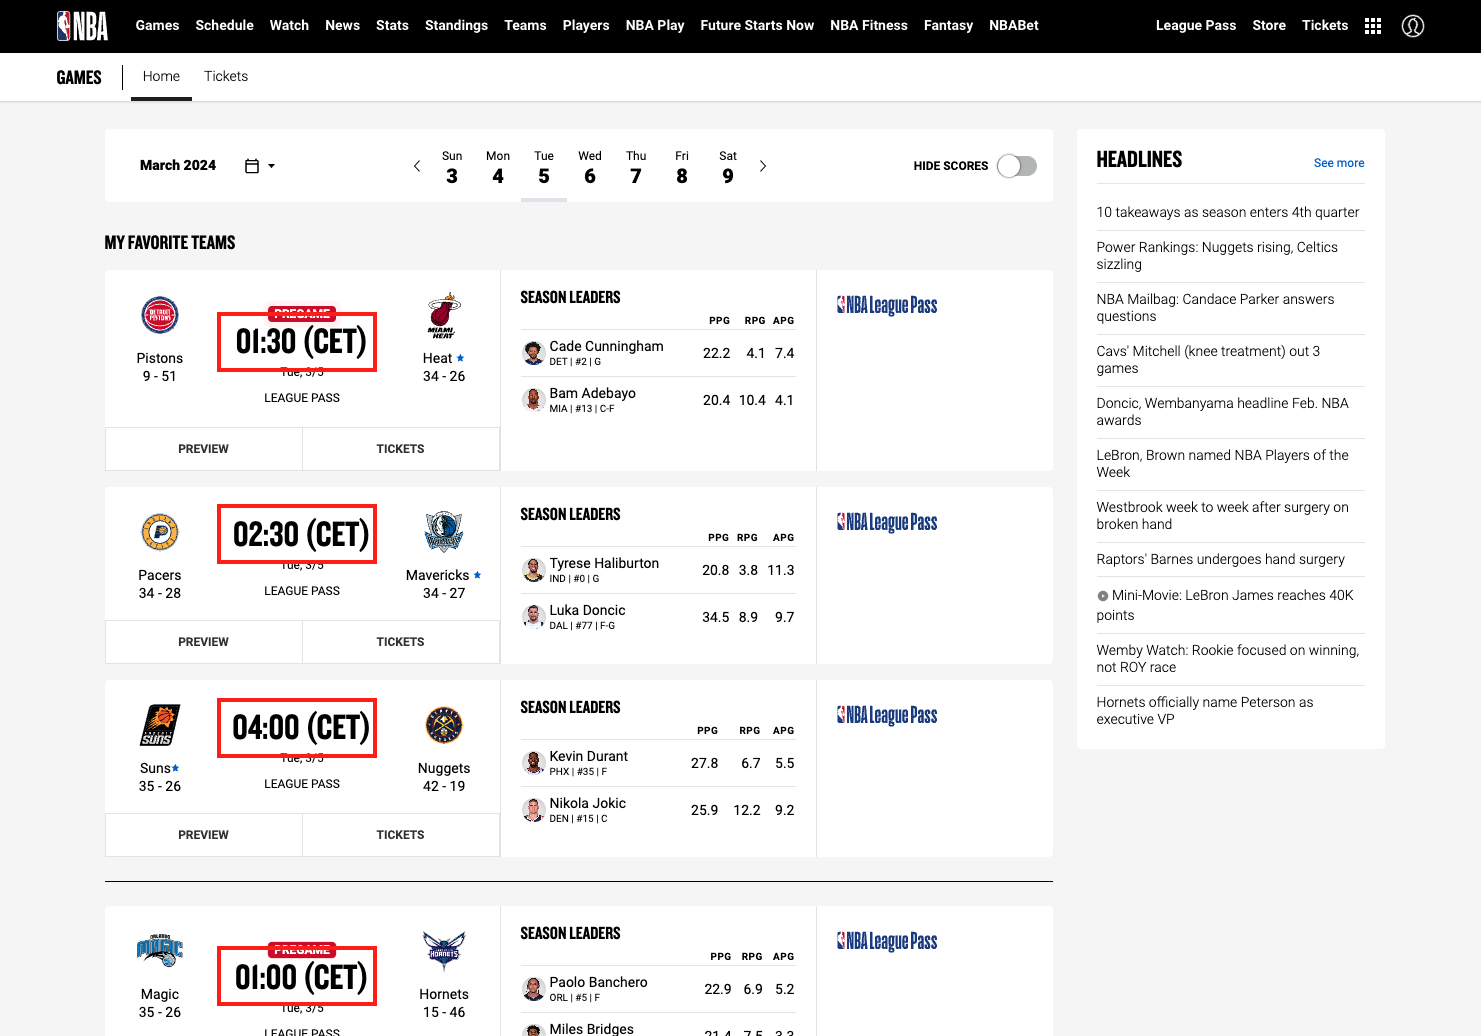 NBA
Games Schedule Watch News Stats Standings Teams Players NBA Play Future Starts Now NBA Fitness Fantasy NBABet League Pass Store Tickets
GAMES Home Tickets
March 2024
Sun Mon Tue Wed Thu Fri Sat
3 4 5 6 7 8 9
HIDE SCORES
MY FAVORITE TEAMS
DETROIT PISTONS
Pistons
9 - 51
PREGAME
01:30 (CET)
Tue, 3/5
LEAGUE PASS
MIAMI HEAT
Heat
34 - 26
PREVIEW TICKETS
SEASON LEADERS
PPG RPG APG
Cade Cunningham 22.2 4.1 7.4
DET | #2 | G
Bam Adebayo 20.4 10.4 4.1
MIA | #13 | C-F
NBA League Pass
Pacers
34 - 28
02:30 (CET)
Tue, 3/5
LEAGUE PASS
Mavericks
34 - 27
PREVIEW TICKETS
SEASON LEADERS
PPG RPG APG
Tyrese Haliburton 20.8 3.8 11.3
IND | #0 | G
Luka Doncic 34.5 8.9 9.7
DAL | #77 | F-G
NBA League Pass
SUNS
Suns
35 - 26
04:00 (CET)
Tue, 3/5
LEAGUE PASS
Nuggets
42 - 19
PREVIEW TICKETS
SEASON LEADERS
PPG RPG APG
Kevin Durant 27.8 6.7 5.5
PHX | #35 | F
Nikola Jokic 25.9 12.2 9.2
DEN | #15 | C
NBA League Pass
ORLANDO MAGIC
Magic
35 - 26
PREGAME
01:00 (CET)
Tue, 3/5
LEAGUE PASS
HORNETS
Hornets
15 - 46
SEASON LEADERS
PPG RPG APG
Paolo Banchero 22.9 6.9 5.2
ORL | #5 | F
Miles Bridges 21.4 7.5 3.3
NBA League Pass
HEADLINES See more
10 takeaways as season enters 4th quarter
Power Rankings: Nuggets rising, Celtics
sizzling
NBA Mailbag: Candace Parker answers
questions
Cavs' Mitchell (knee treatment) out 3
games
Doncic, Wembanyama headline Feb. NBA
awards
LeBron, Brown named NBA Players of the
Week
Westbrook week to week after surgery on
broken hand
Raptors' Barnes undergoes hand surgery
Mini-Movie: LeBron James reaches 40K
points
Wemby Watch: Rookie focused on winning,
not ROY race
Hornets officially name Peterson as
executive VP